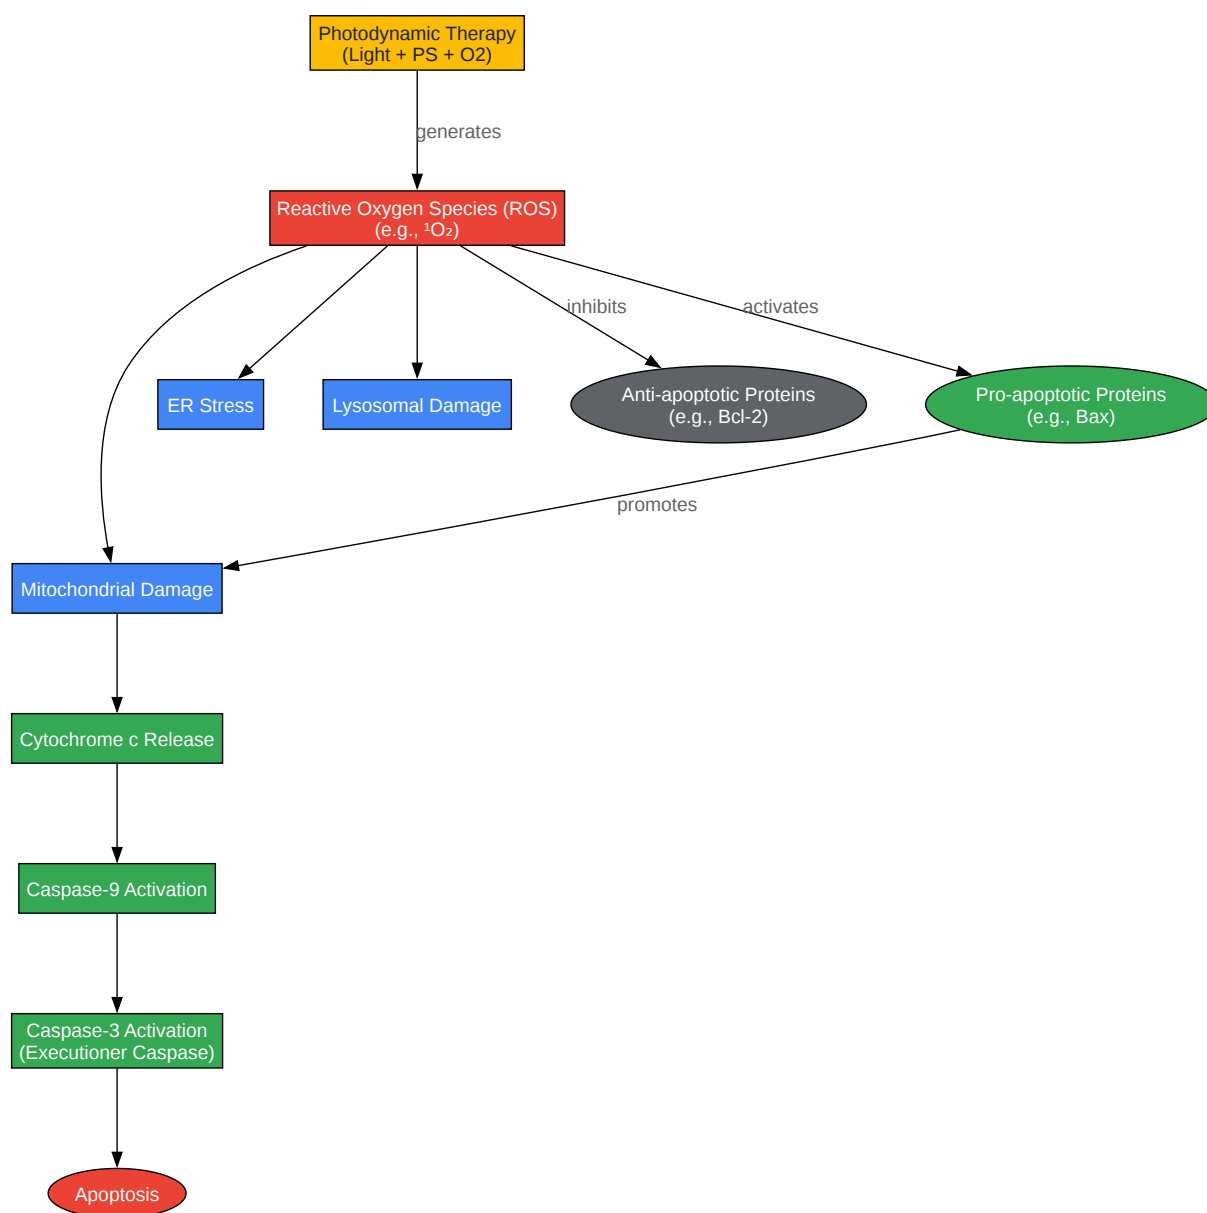 Photodynamic Therapy
(Light + PS + O2)
generates
Reactive Oxygen Species (ROS)
(e.g., ¹O₂)
inhibits
activates
ER Stress
Lysosomal Damage
Anti-apoptotic Proteins
(e.g., Bcl-2)
Pro-apoptotic Proteins
(e.g., Bax)
promotes
Mitochondrial Damage
Cytochrome c Release
Caspase-9 Activation
Caspase-3 Activation
(Executioner Caspase)
Apoptosis